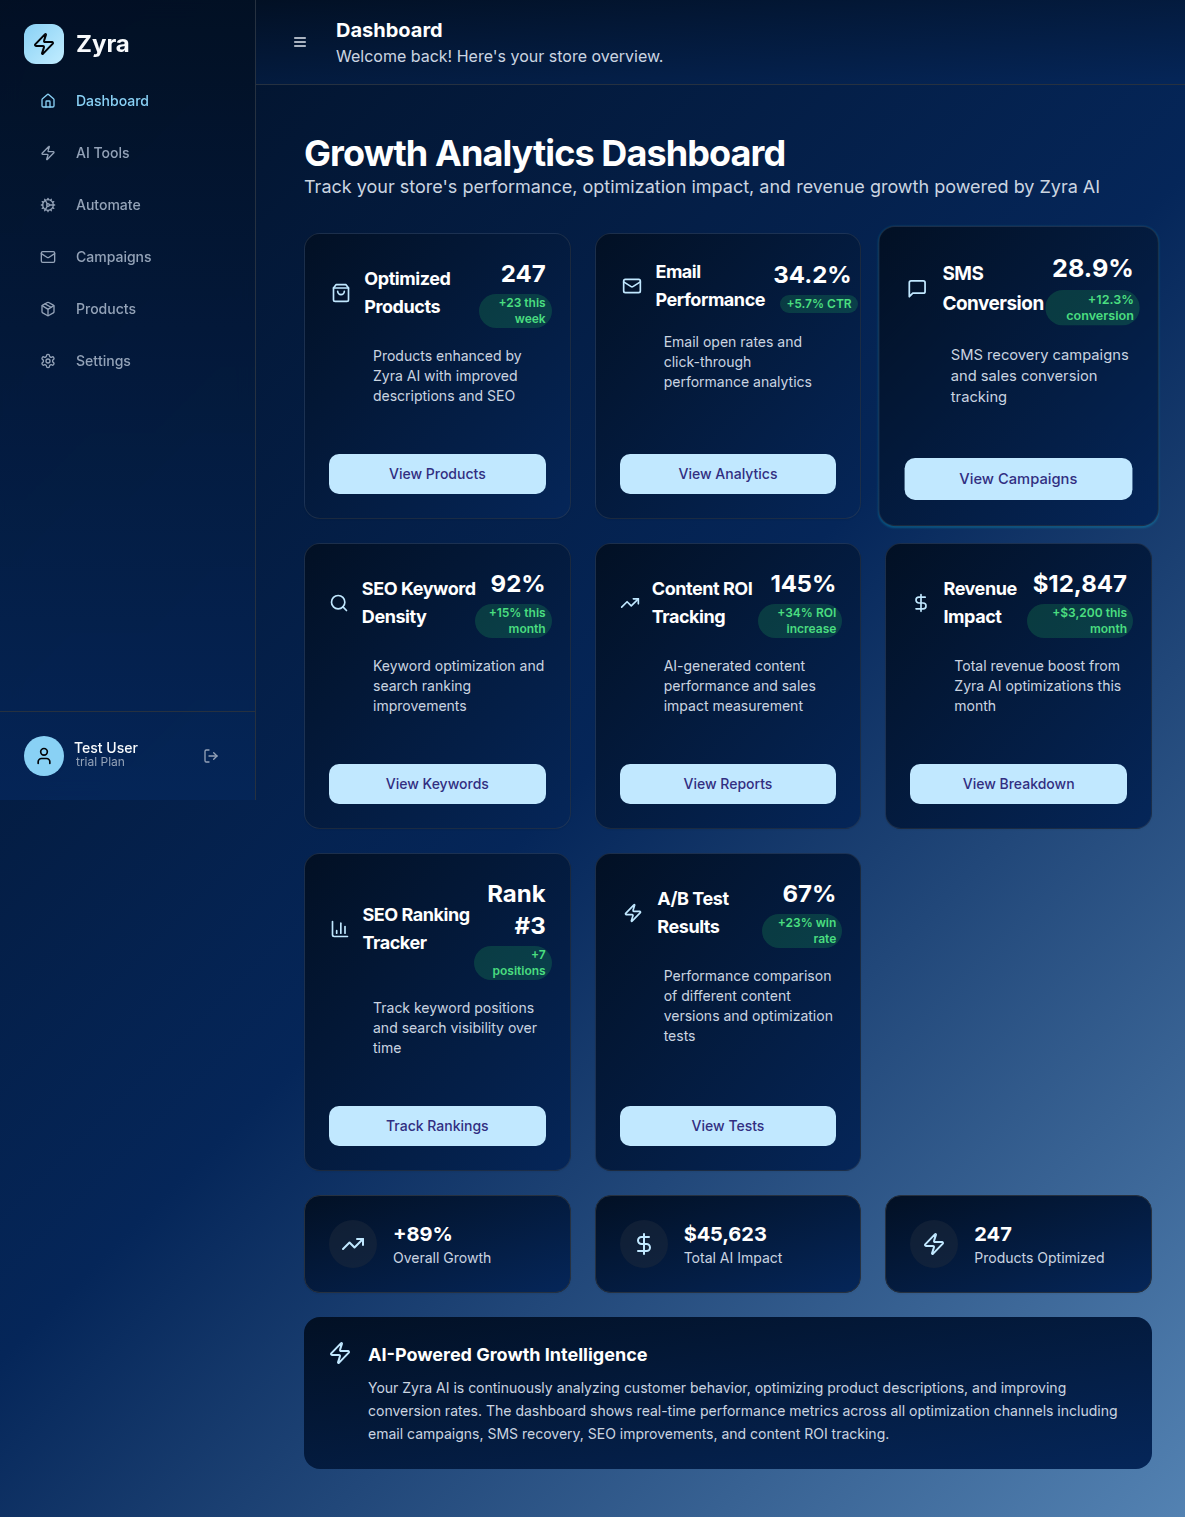 Zyra
Dashboard
AI Tools
Automate
Campaigns
Products
Settings
Test User
trial Plan
Dashboard
Welcome back! Here's your store overview.
Growth Analytics Dashboard
Track your store's performance, optimization impact, and revenue growth powered by Zyra AI
Optimized
Products
247
+23 this
week
Products enhanced by
Zyra AI with improved
descriptions and SEO
View Products
Email
Performance
34.2%
+5.7% CTR
Email open rates and
click-through
performance analytics
View Analytics
SMS
Conversion
28.9%
+12.3%
conversion
SMS recovery campaigns
and sales conversion
tracking
View Campaigns
SEO Keyword
Density
92%
+15% this
month
Keyword optimization and
search ranking
improvements
View Keywords
Content ROI
Tracking
145%
+34% ROI
increase
AI-generated content
performance and sales
impact measurement
View Reports
Revenue
Impact
$12,847
+$3,200 this
month
Total revenue boost from
Zyra AI optimizations this
month
View Breakdown
SEO Ranking
Tracker
Rank
#3
+7
positions
Track keyword positions
and search visibility over
time
Track Rankings
A/B Test
Results
67%
+23% win
rate
Performance comparison
of different content
versions and optimization
tests
View Tests
+89%
Overall Growth
$45,623
Total AI Impact
247
Products Optimized
AI-Powered Growth Intelligence
Your Zyra AI is continuously analyzing customer behavior, optimizing product descriptions, and improving
conversion rates. The dashboard shows real-time performance metrics across all optimization channels including
email campaigns, SMS recovery, SEO improvements, and content ROI tracking.